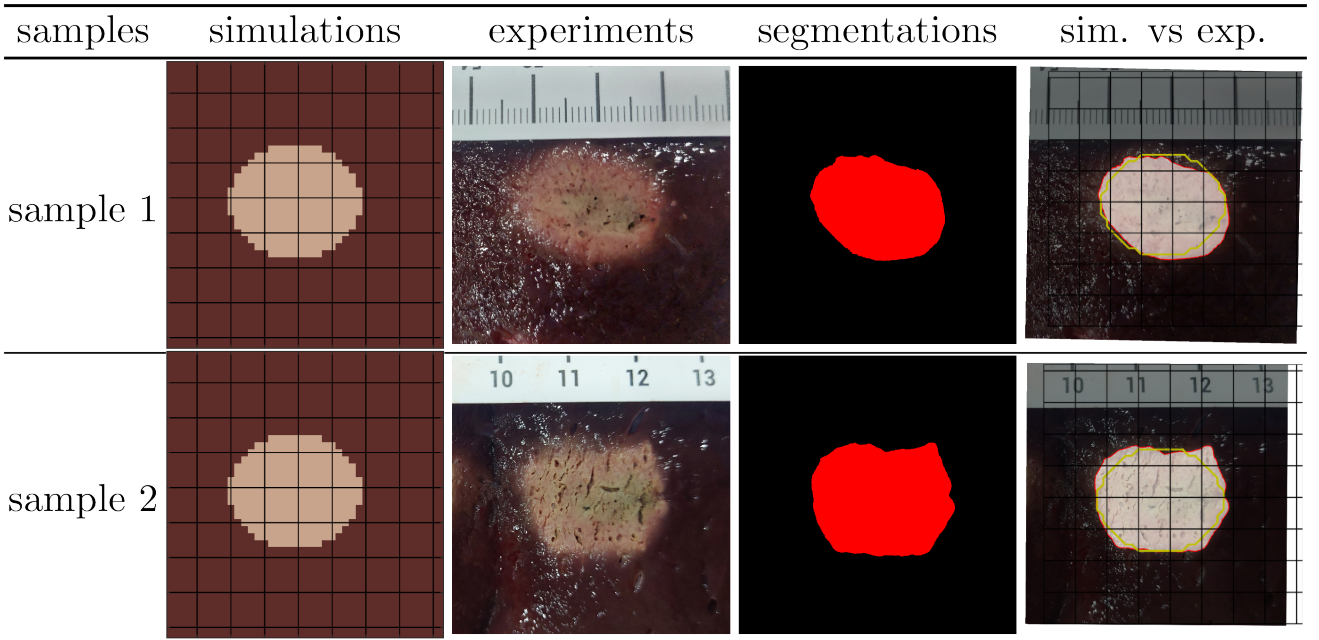 samples simulations experiments segmentations sim. vs exp.
sample 1
10 11 12 13
10 11 12 13
sample 2